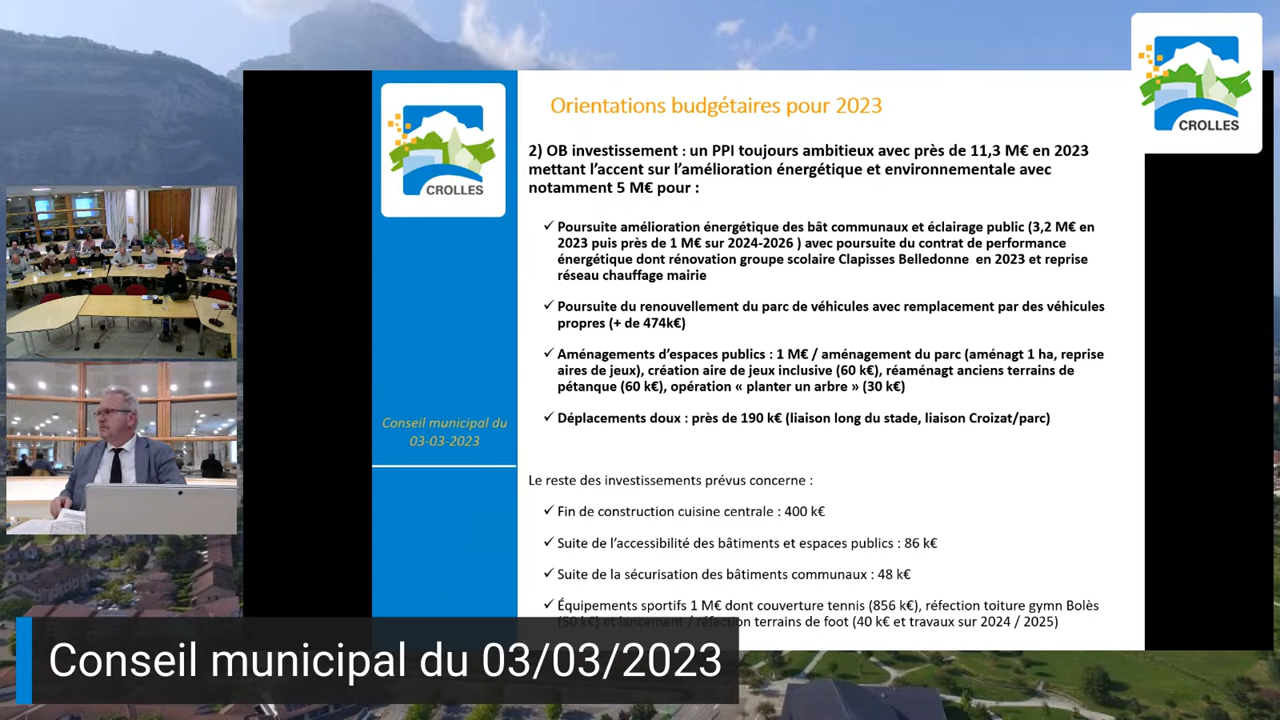 CROLLES
CROLLES
Orientations budgétaires pour 2023
2) OB investissement : un PPI toujours ambitieux avec près de 11,3 M€ en 2023
mettant l’accent sur l’amélioration énergétique et environnementale avec
notamment 5 M€ pour :
✓ Poursuite amélioration énergétique des bât communaux et éclairage public (3,2 M€ en
2023 puis près de 1 M€ sur 2024-2026 ) avec poursuite du contrat de performance
énergétique dont rénovation groupe scolaire Clapisses Belledonne en 2023 et reprise
réseau chauffage mairie
✓ Poursuite du renouvellement du parc de véhicules avec remplacement par des véhicules
propres (+ de 474k€)
✓ Aménagements d’espaces publics : 1 M€ / aménagement du parc (aménagt 1 ha, reprise
aires de jeux), création aire de jeux inclusive (60 k€), réaménagt anciens terrains de
pétanque (60 k€), opération « planter un arbre » (30 k€)
✓ Déplacements doux : près de 190 k€ (liaison long du stade, liaison Croizat/parc)
Conseil municipal du
03-03-2023
Le reste des investissements prévus concerne :
✓ Fin de construction cuisine centrale : 400 k€
✓ Suite de l’accessibilité des bâtiments et espaces publics : 86 k€
✓ Suite de la sécurisation des bâtiments communaux : 48 k€
✓ Équipements sportifs 1 M€ dont couverture tennis (856 k€), réfection toiture gymn Bolès
(50 k€) et lancement / réfection terrains de foot (40 k€ et travaux sur 2024 / 2025)
Conseil municipal du 03/03/2023